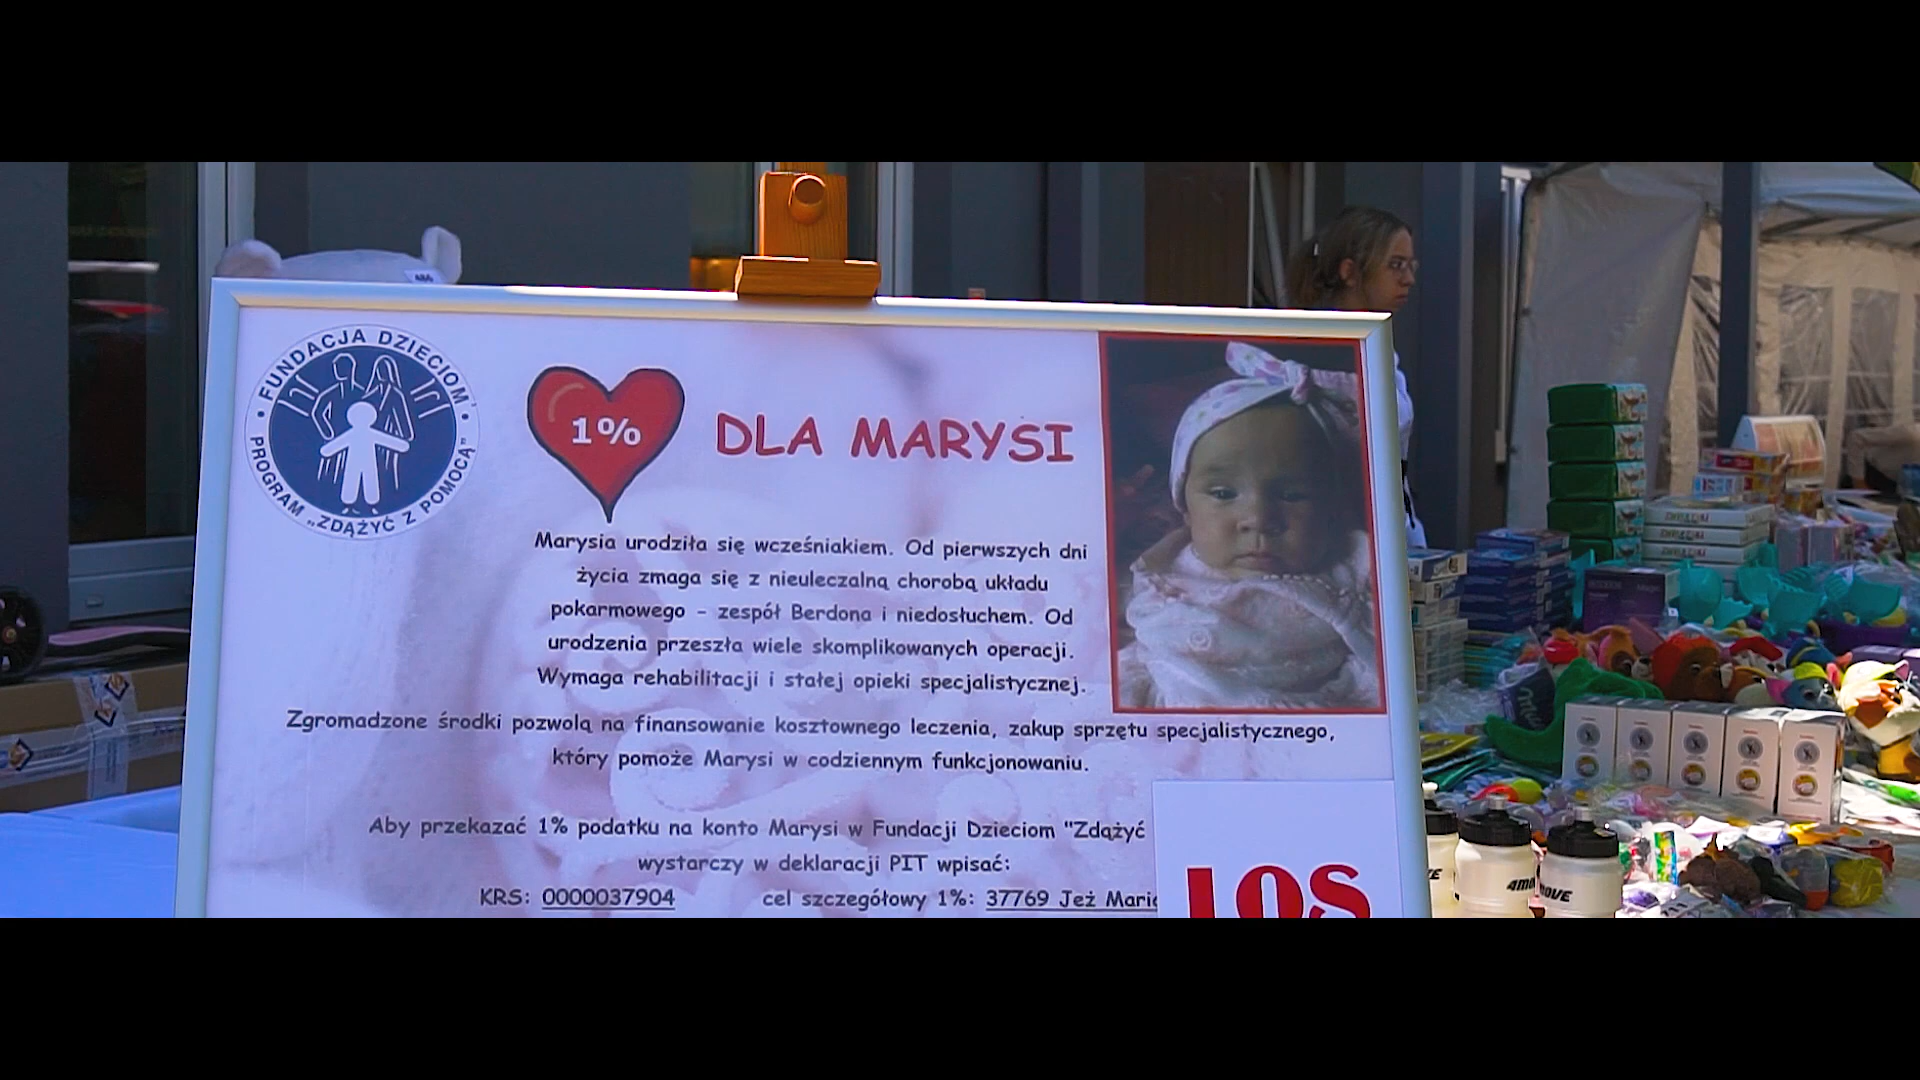 FUNDACJA DZIECIOM
PROGRAM „ZDĄŻYĆ Z POMOCĄ”
1% DLA MARYSI
Marysia urodziła się wcześniakiem. Od pierwszych dni
życia zmaga się z nieuleczalną chorobą układu
pokarmowego - zespół Berdona i niedosłuchem. Od
urodzenia przeszła wiele skomplikowanych operacji.
Wymaga rehabilitacji i stałej opieki specjalistycznej.
Zgromadzone środki pozwolą na finansowanie kosztownego leczenia, zakup sprzętu specjalistycznego,
który pomoże Marysi w codziennym funkcjonowaniu.
Aby przekazać 1% podatku na konto Marysi w Fundacji Dzieciom "Zdążyć
wystarczy w deklaracji PIT wpisać:
KRS: 0000037904 cel szczegółowy 1%: 37769 Jeż
LOS